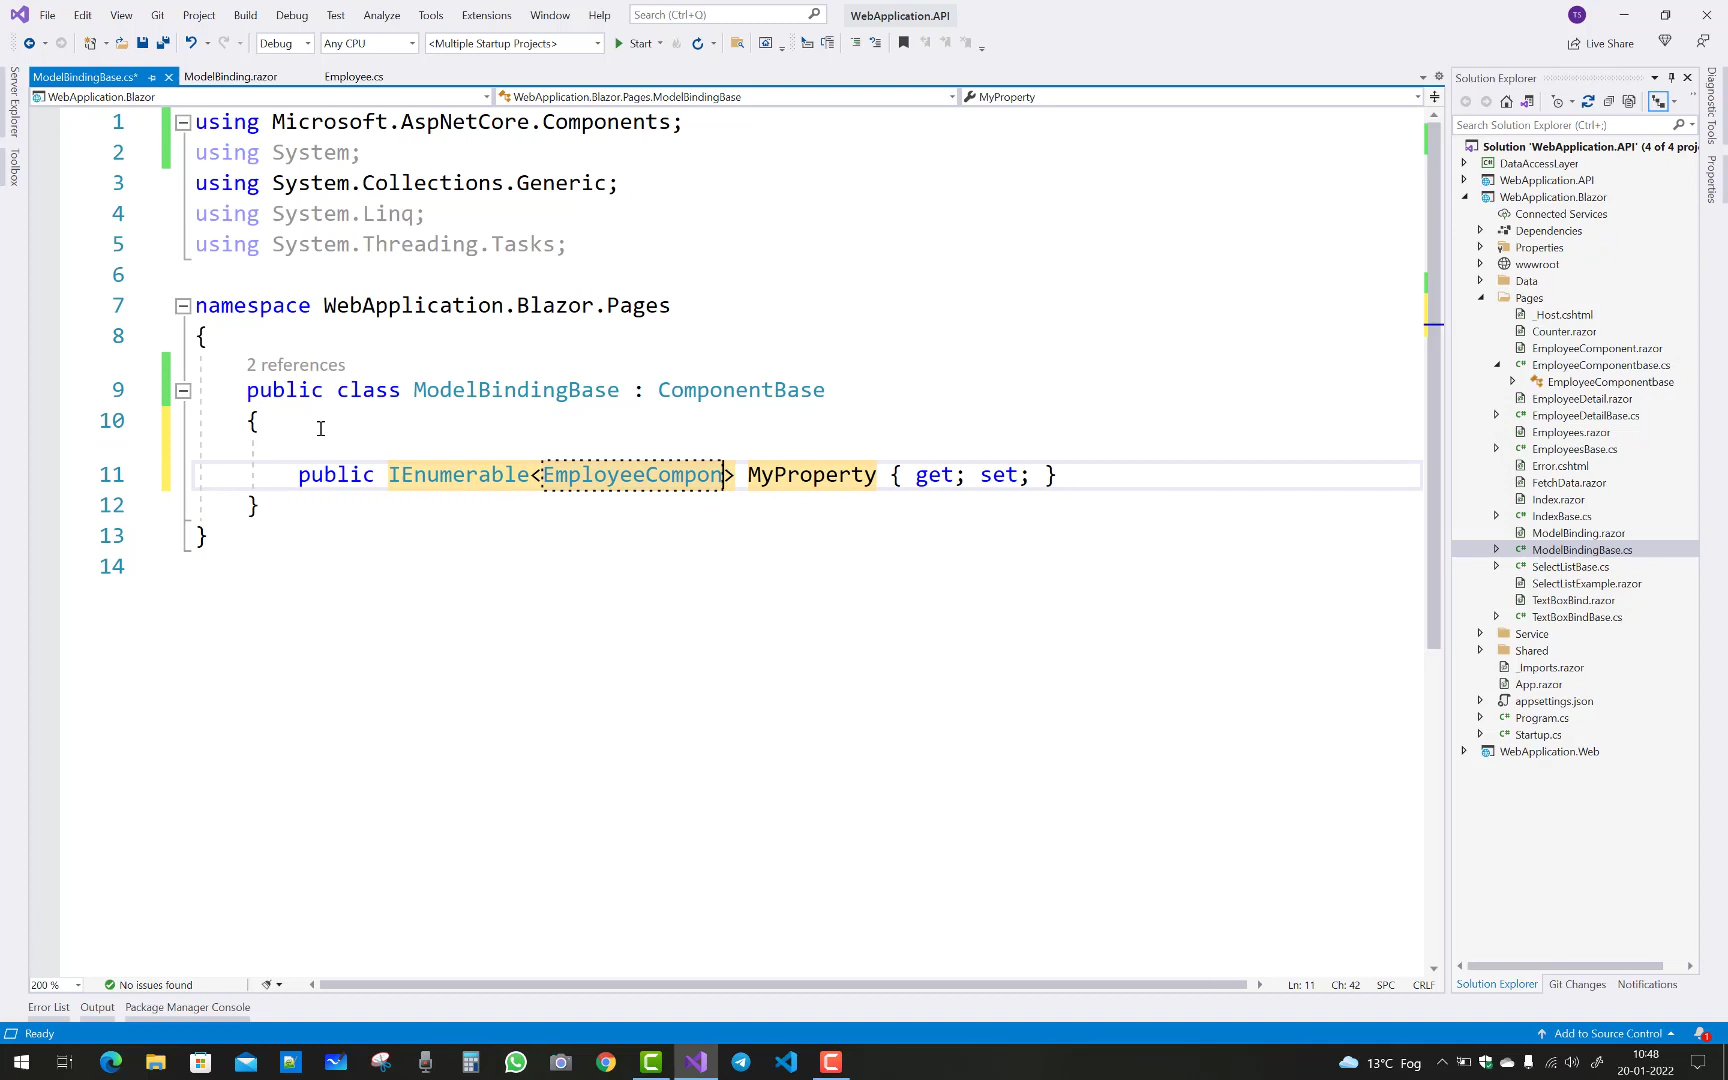 File Edit View Git Project Build Debug Test Analyze Tools Extensions Window Help Search (Ctrl+Q) WebApplication.API TS
Debug Any CPU <Multiple Startup Projects> Start Live Share
ModelBindingBase.cs* ModelBinding.razor Employee.cs
WebApplication.Blazor WebApplication.Blazor.Pages.ModelBindingBase MyProperty
Server Explorer
Toolbox
1 using Microsoft.AspNetCore.Components;
2 using System;
3 using System.Collections.Generic;
4 using System.Linq;
5 using System.Threading.Tasks;
6
7 namespace WebApplication.Blazor.Pages
8 {
2 references
9 public class ModelBindingBase : ComponentBase
10 {
11 public IEnumerable<EmployeeCompon> MyProperty { get; set; }
12 }
13 }
14
200 % No issues found Ln: 11 Ch: 42 SPC CRLF
Error List Output Package Manager Console
Solution Explorer
Search Solution Explorer (Ctrl+;)
Solution 'WebApplication.API' (4 of 4 proj
DataAccessLayer
WebApplication.API
WebApplication.Blazor
Connected Services
Dependencies
Properties
wwwroot
Data
Pages
_Host.cshtml
Counter.razor
EmployeeComponent.razor
EmployeeComponentbase.cs
EmployeeComponentbase
EmployeeDetail.razor
EmployeeDetailBase.cs
Employees.razor
EmployeesBase.cs
Error.cshtml
FetchData.razor
Index.razor
IndexBase.cs
ModelBinding.razor
ModelBindingBase.cs
SelectListBase.cs
SelectListExample.razor
TextBoxBind.razor
TextBoxBindBase.cs
Service
Shared
_Imports.razor
App.razor
appsettings.json
Program.cs
Startup.cs
WebApplication.Web
Solution Explorer Git Changes Notifications
Diagnostic Tools
Properties
Ready Add to Source Control 1
13°C Fog 10:48
20-01-2022